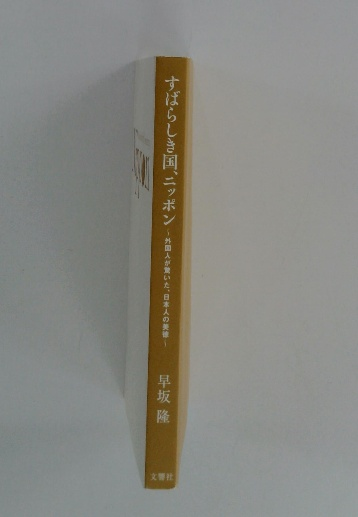 すばらしき国、ニッポン
~外国人が驚いた、日本人の美徳~
早坂 隆
文響社